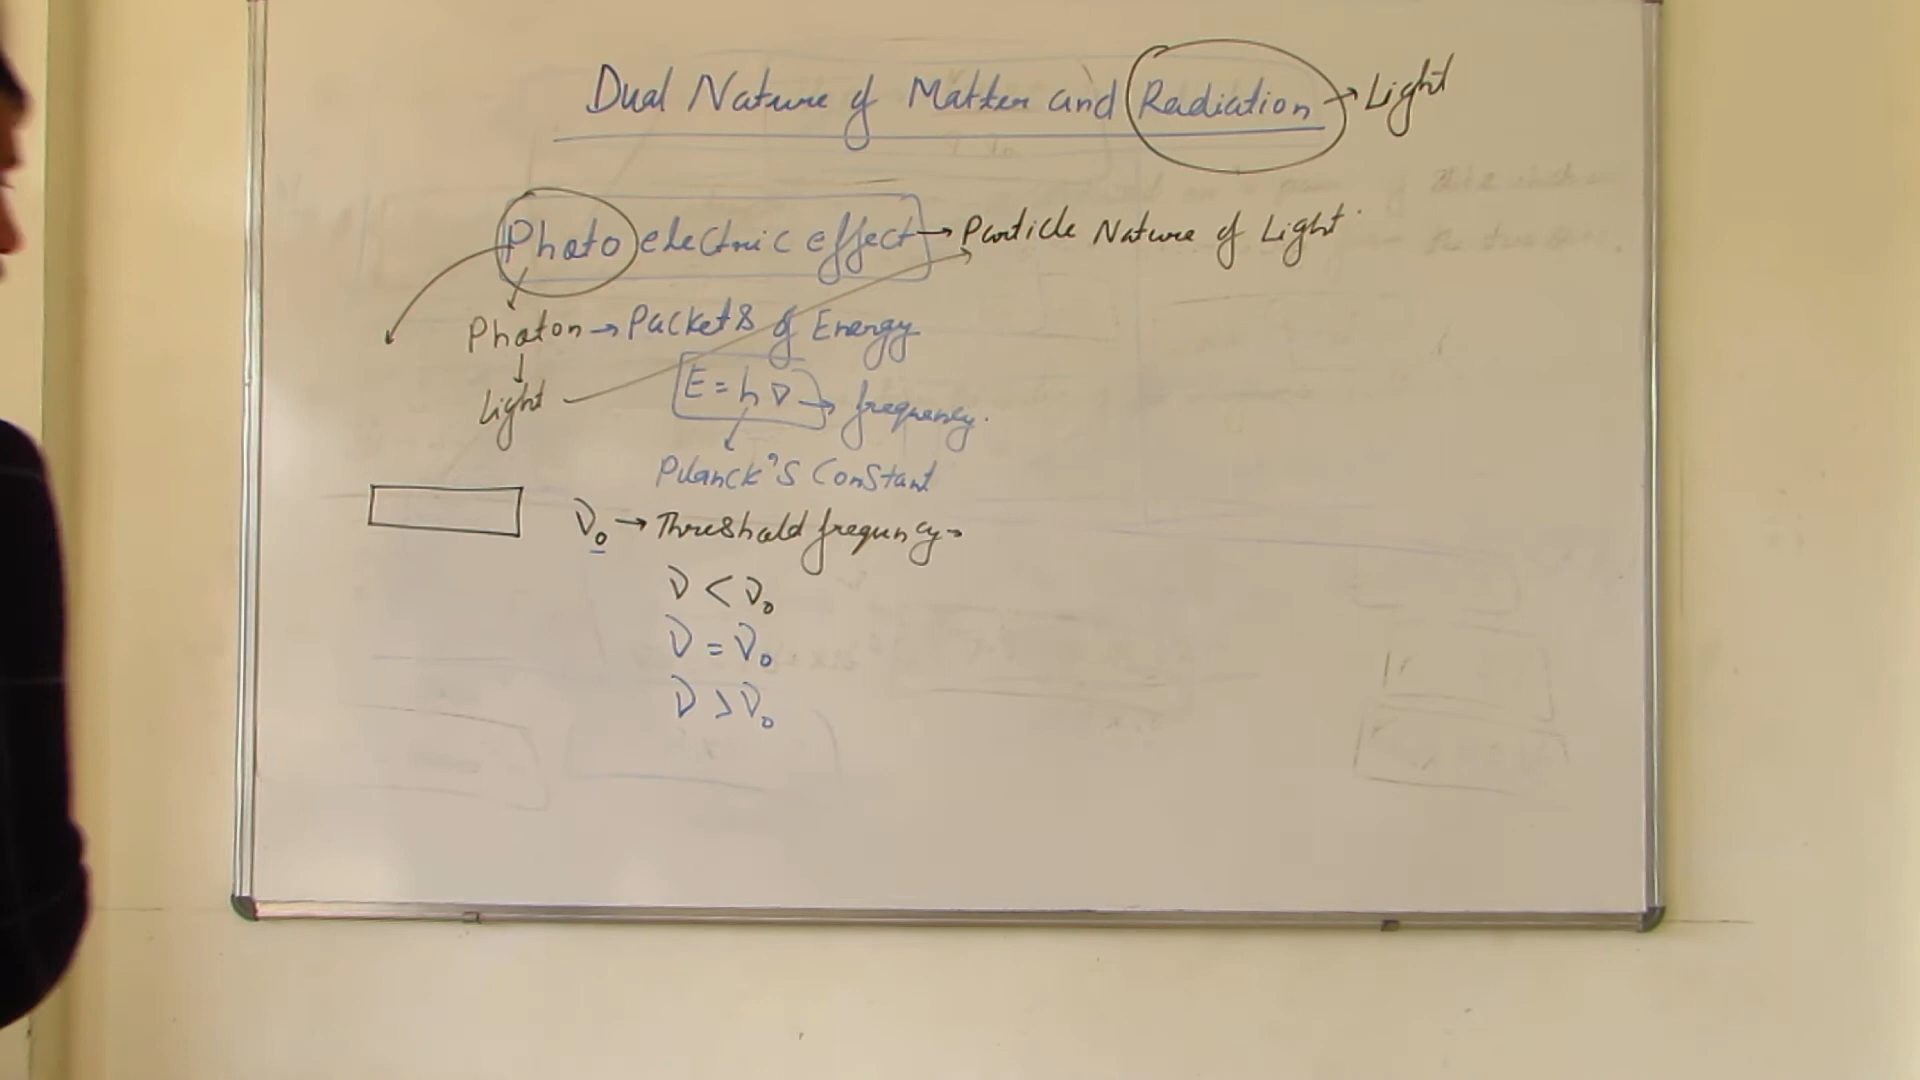 Dual Nature of Matter and Radiation → Light
Photoelectric effect → Particle Nature of Light.
Photon → Packets of Energy
E = hν → frequency.
Light
Planck's Constant
ν₀ → Threshold frequncy
ν < ν₀
ν = ν₀
ν > ν₀